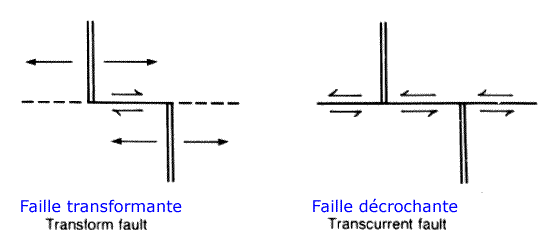 Faille transformante
Transform fault
Faille décrochante
Transcurrent fault